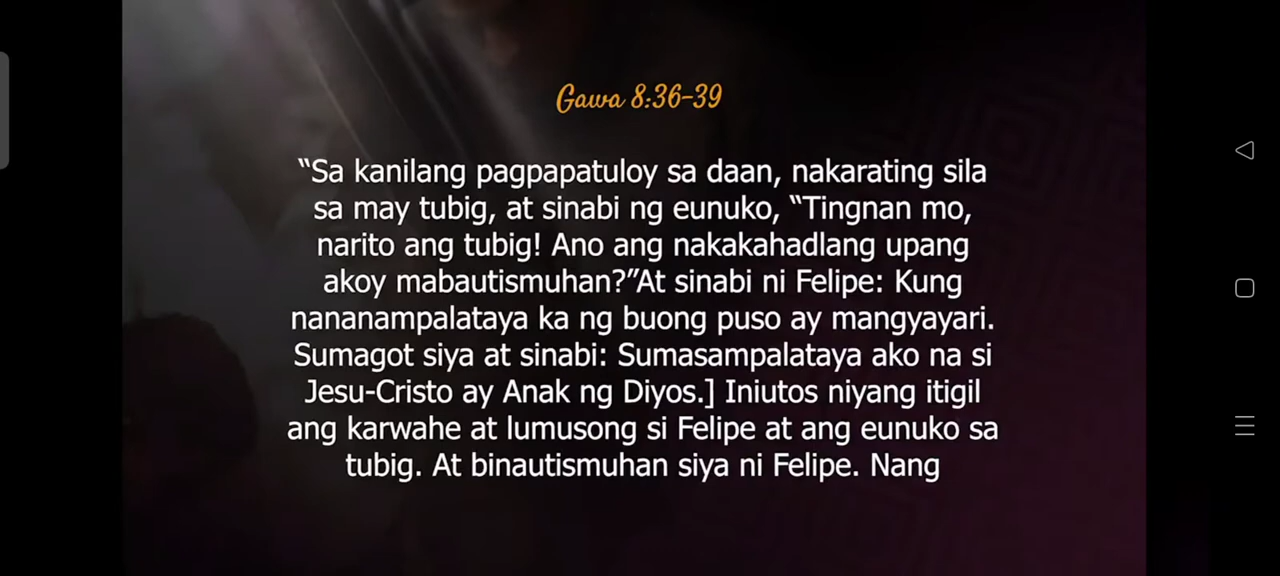 Gawa 8:36-39
“Sa kanilang pagpapatuloy sa daan, nakarating sila
sa may tubig, at sinabi ng eunuko, “Tingnan mo,
narito ang tubig! Ano ang nakakahadlang upang
akoy mabautismuhan?”At sinabi ni Felipe: Kung
nananampalataya ka ng buong puso ay mangyayari.
Sumagot siya at sinabi: Sumasampalataya ako na si
Jesu-Cristo ay Anak ng Diyos.] Iniutos niyang itigil
ang karwahe at lumusong si Felipe at ang eunuko sa
tubig. At binautismuhan siya ni Felipe. Nang